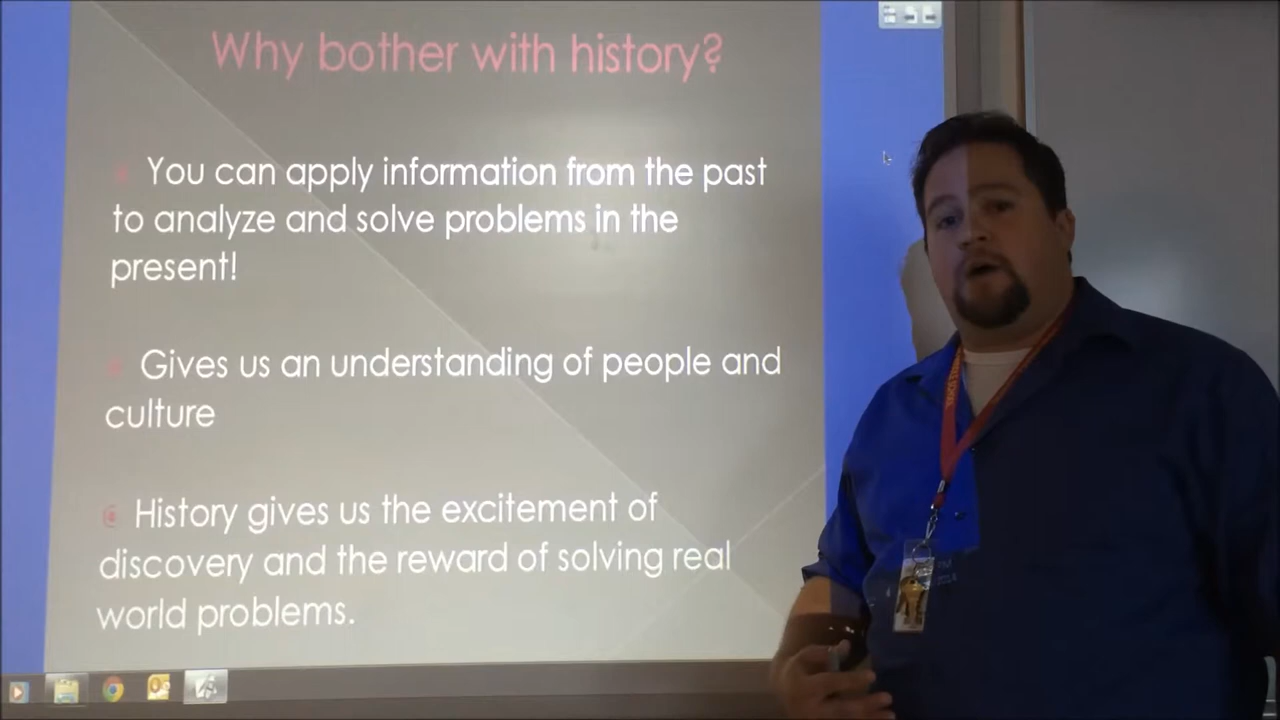 Why bother with history?
You can apply information from the past
to analyze and solve problems in the
present!
Gives us an understanding of people and
culture
History gives us the excitement of
discovery and the reward of solving real
world problems.